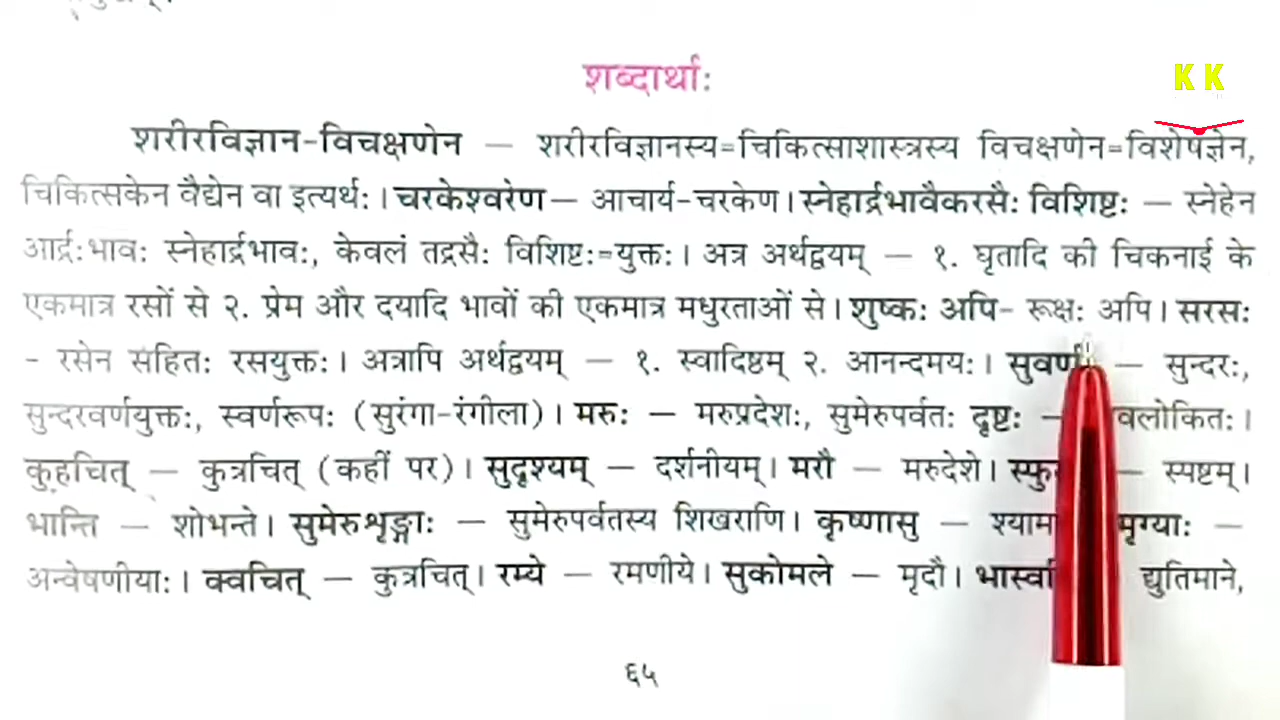 शब्दार्थाः
K K
शरीरविज्ञान-विचक्षणेन — शरीरविज्ञानस्य=चिकित्साशास्त्रस्य विचक्षणेन=विशेषज्ञेन,
चिकित्सकेन वैद्येन वा इत्यर्थः। चरकेश्वरेण— आचार्य-चरकेण। स्नेहार्द्रभावैकरसैः विशिष्टः — स्नेहेन
आर्द्रःभावः स्नेहार्द्रभावः, केवलं तद्रसैः विशिष्टः=युक्तः। अत्र अर्थद्वयम् — १. घृतादि की चिकनाई के
एकमात्र रसों से २. प्रेम और दयादि भावों की एकमात्र मधुरताओं से। शुष्कः अपि- रूक्षः अपि। सरसः
- रसेन सहितः रसयुक्तः। अत्रापि अर्थद्वयम् — १. स्वादिष्टम् २. आनन्दमयः। — सुन्दरः,
सुन्दरवर्णयुक्तः, स्वर्णरूपः (सुरंगा-रंगीला)। मरुः — मरुप्रदेशः, सुमेरुपर्वतः दृष्टः —
कुहचित् — कुत्रचित् (कहीं पर)। सुदृश्यम् — दर्शनीयम्। मरौ — मरुदेशे। — स्पष्टम्।
भान्ति — शोभन्ते। सुमेरुशृङ्गाः — सुमेरुपर्वतस्य शिखराणि। कृष्णासु — मृग्याः —
अन्वेषणीयाः। क्वचित् — कुत्रचित्। रम्ये — रमणीये। सुकोमले — मृदौ। द्युतिमाने,
६५